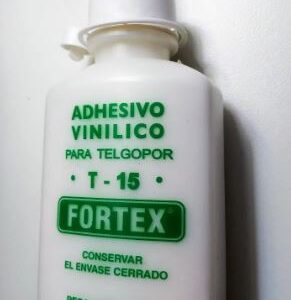 ADHESIVO
VINILICO
PARA TELGOPOR
• T - 15 •
FORTEX®
CONSERVAR
EL ENVASE CERRADO